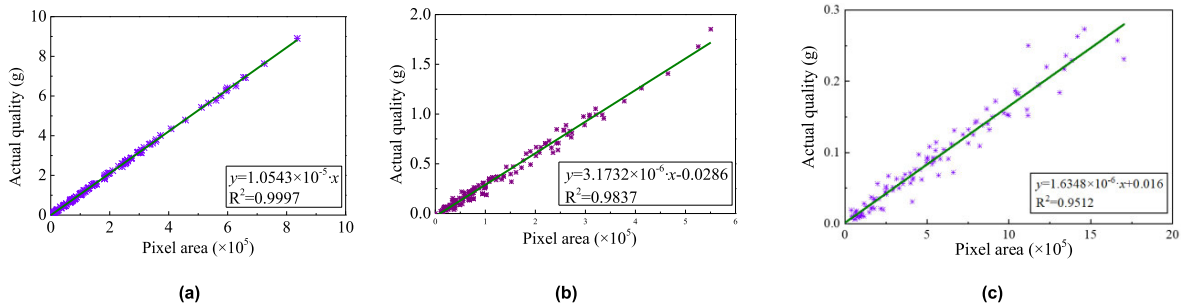 10
8
6
4
2
0
Actual quality (g)
0 2 4 6 8 10
Pixel area (×10⁵)
y=1.0543×10⁻⁵·x
R²=0.9997
(a)
2.0
1.5
1.0
0.5
0.0
Actual quality (g)
0 1 2 3 4 5 6
Pixel area (×10⁵)
y=3.1732×10⁻⁶·x-0.0286
R²=0.9837
(b)
0.3
0.2
0.1
0.0
Actual quality (g)
0 5 10 15 20
Pixel area (×10⁵)
y=1.6348×10⁻⁶·x+0.016
R²=0.9512
(c)